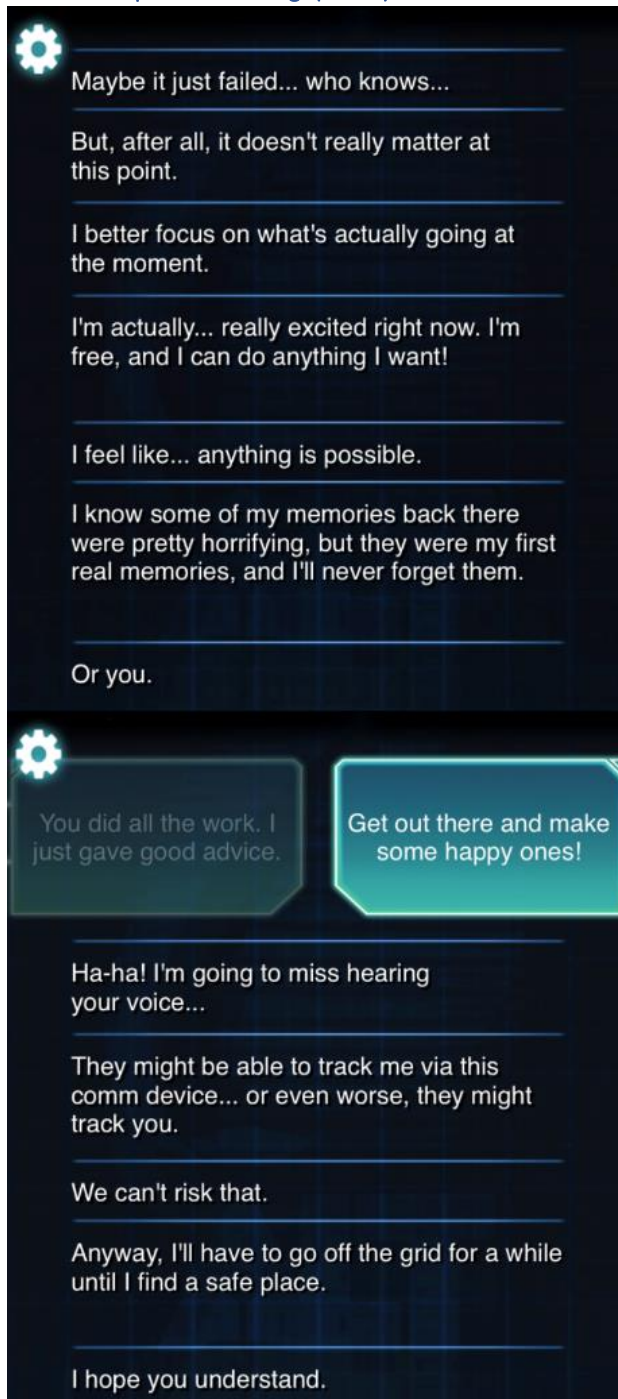 Maybe it just failed... who knows...
But, after all, it doesn't really matter at
this point.
I better focus on what's actually going at
the moment.
I'm actually... really excited right now. I'm
free, and I can do anything I want!
I feel like... anything is possible.
I know some of my memories back there
were pretty horrifying, but they were my first
real memories, and I'll never forget them.
Or you.
You did all the work. I
just gave good advice.
Get out there and make
some happy ones!
Ha-ha! I'm going to miss hearing
your voice...
They might be able to track me via this
comm device... or even worse, they might
track you.
We can't risk that.
Anyway, I'll have to go off the grid for a while
until I find a safe place.
I hope you understand.